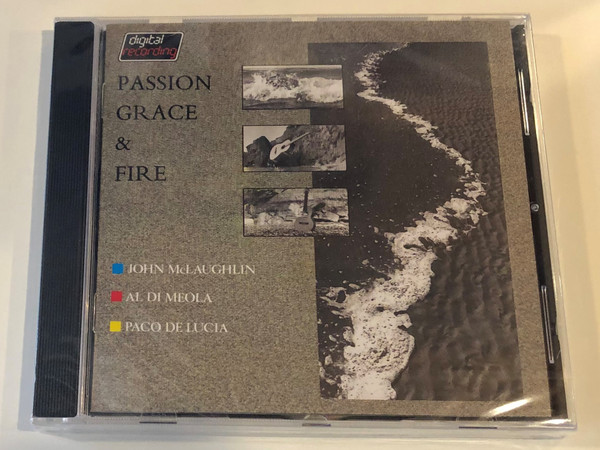 digital
recording
PASSION
GRACE
&
FIRE
JOHN McLAUGHLIN
AL DI MEOLA
PACO DE LUCIA